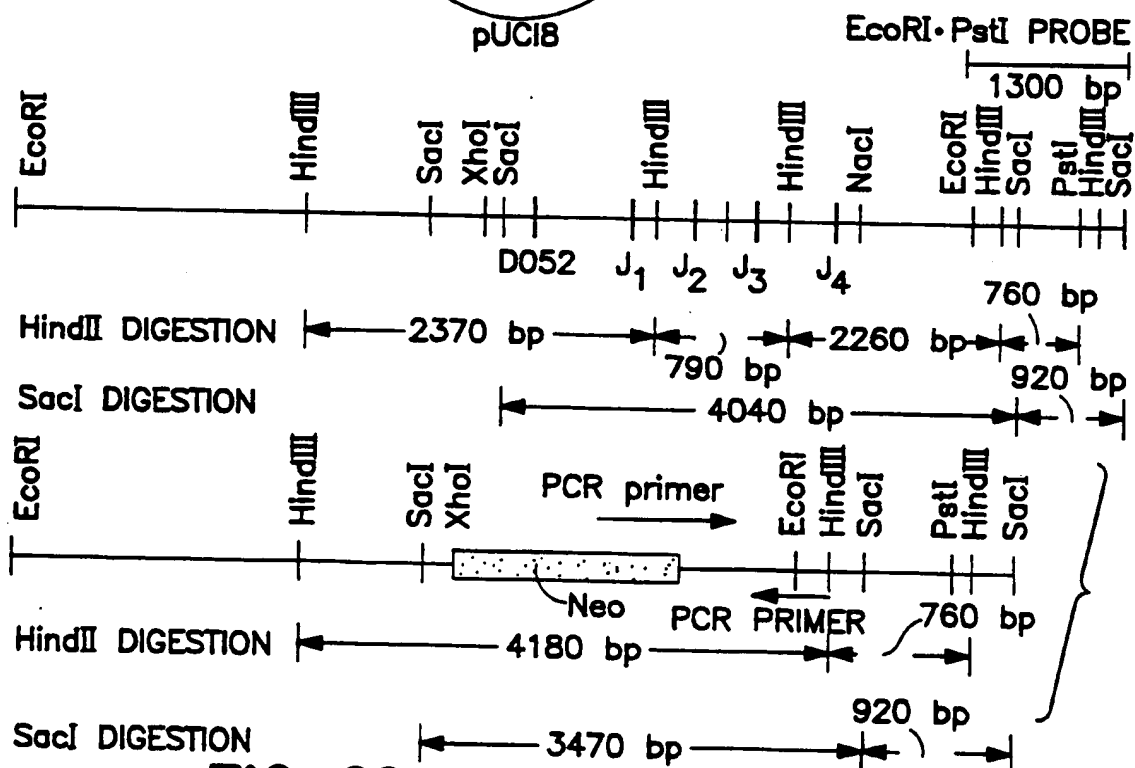 pUC18
EcoRI·PstI PROBE
1300 bp
EcoRI
HindIII
SacI
XhoI
SacI
HindIII
HindIII
NacI
EcoRI
HindIII
SacI
PstI
HindIII
SacI
D052
J1
J2
J3
J4
760 bp
HindII DIGESTION
2370 bp
790 bp
2260 bp
SacI DIGESTION
4040 bp
920 bp
EcoRI
HindIII
SacI
XhoI
PCR primer
EcoRI
HindIII
SacI
PstI
HindIII
SacI
Neo
PCR PRIMER
760 bp
HindII DIGESTION
4180 bp
920 bp
SacI DIGESTION
3470 bp